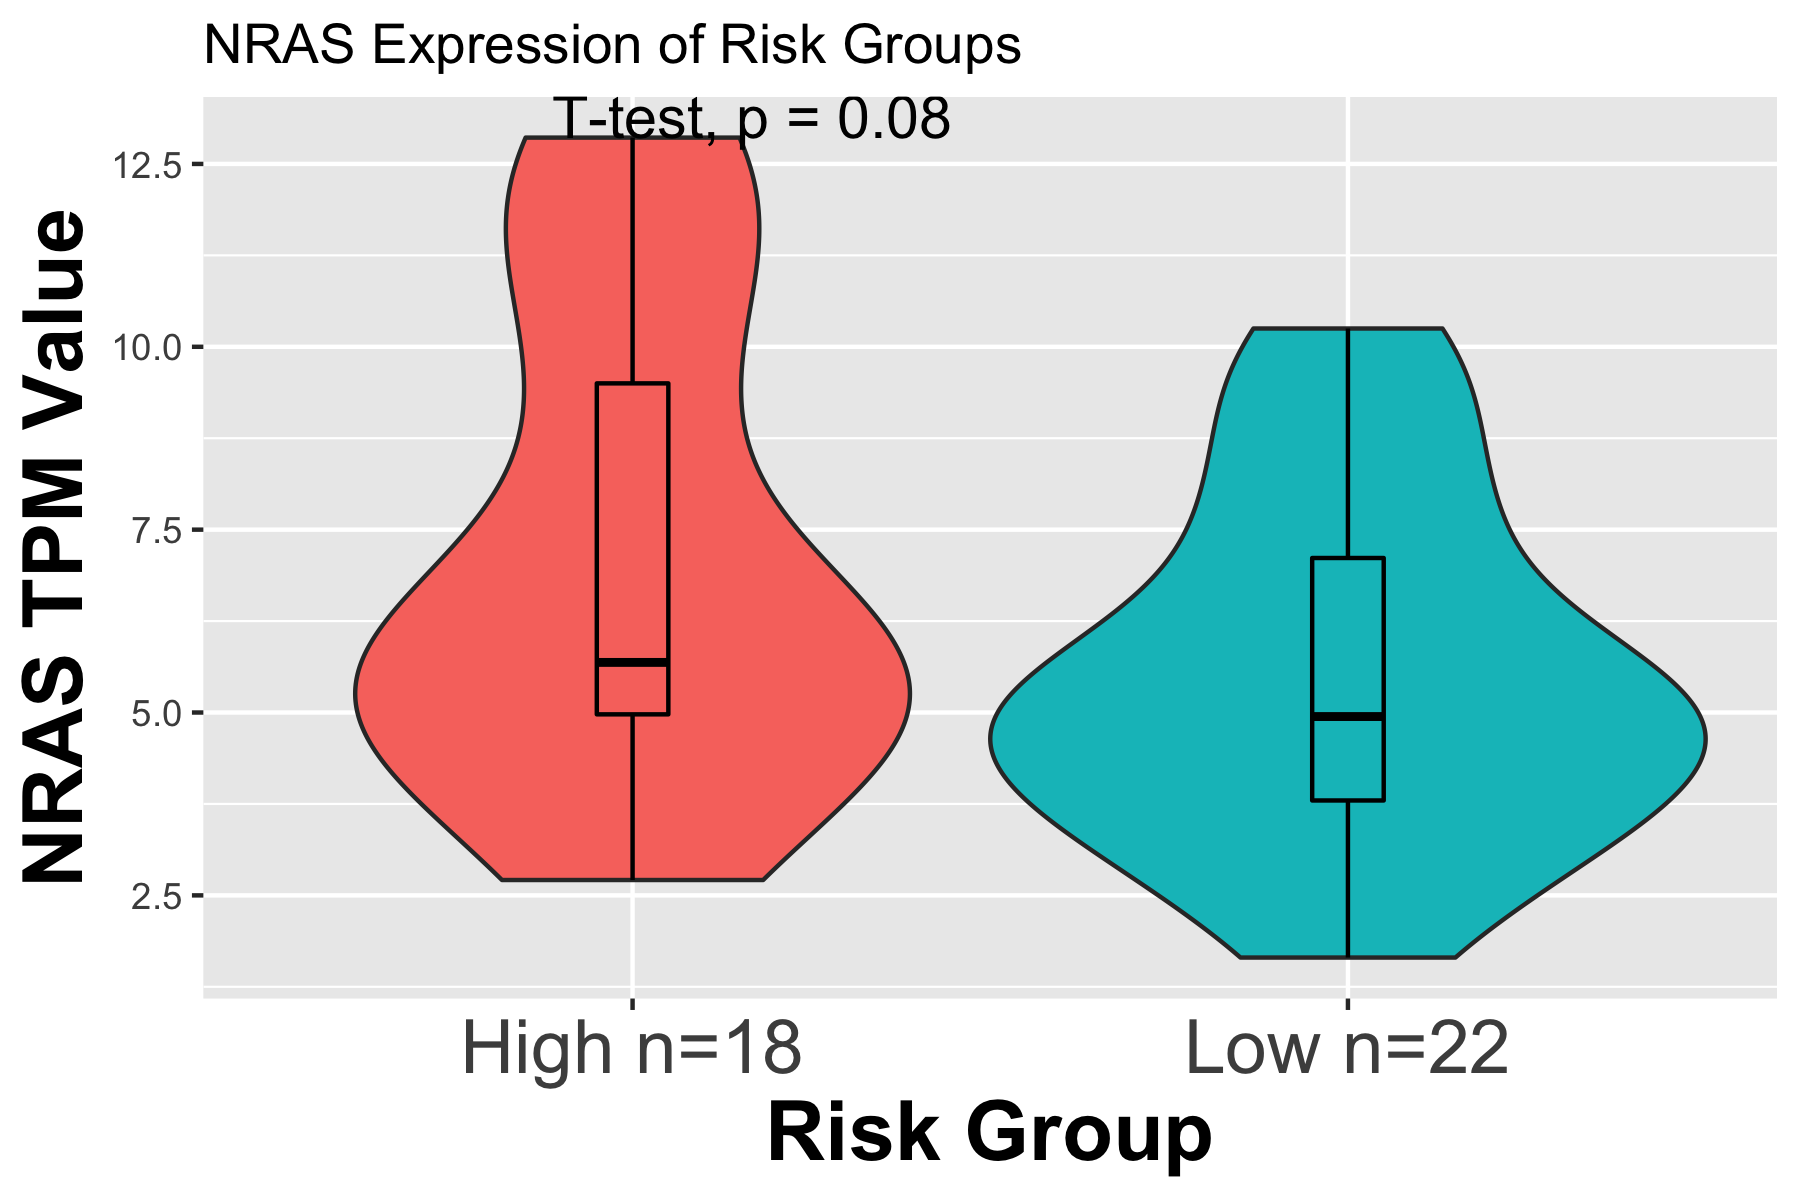 NRAS Expression of Risk Groups
T-test, p = 0.08
NRAS TPM Value
12.5
10.0
7.5
5.0
2.5
High n=18
Low n=22
Risk Group